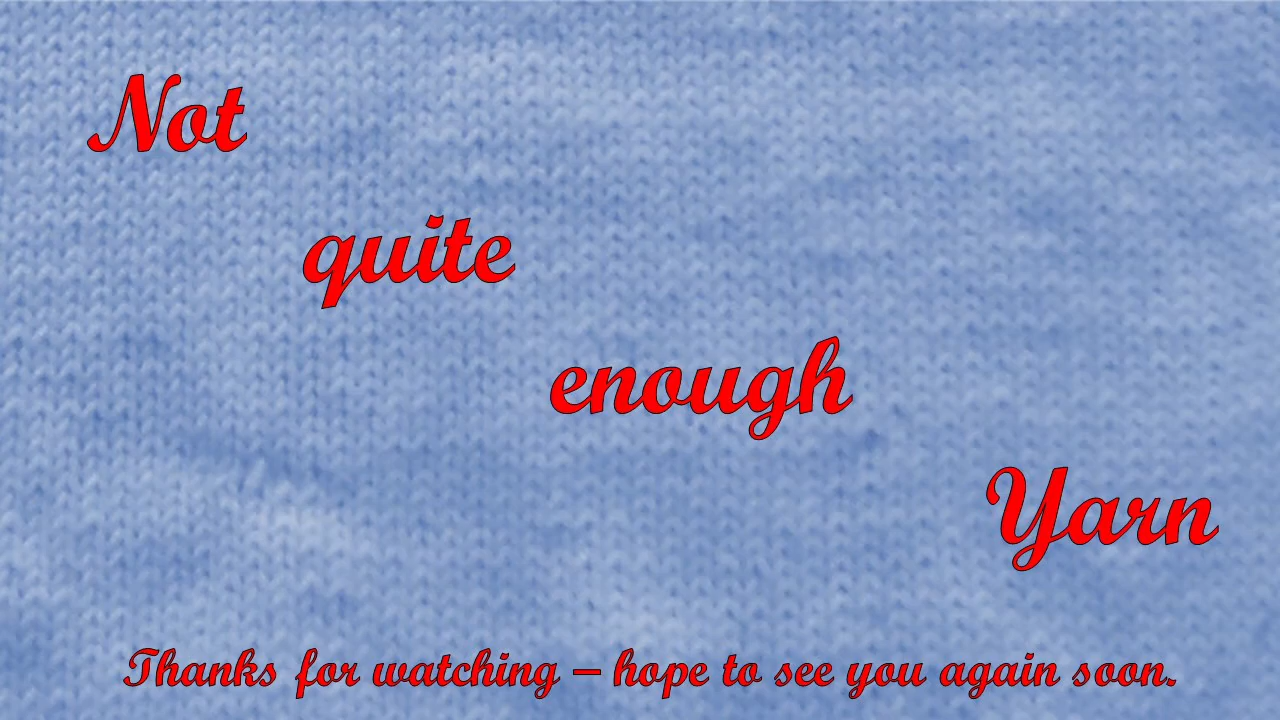 Not
quite
enough
Yarn
Thanks for watching – hope to see you again soon.